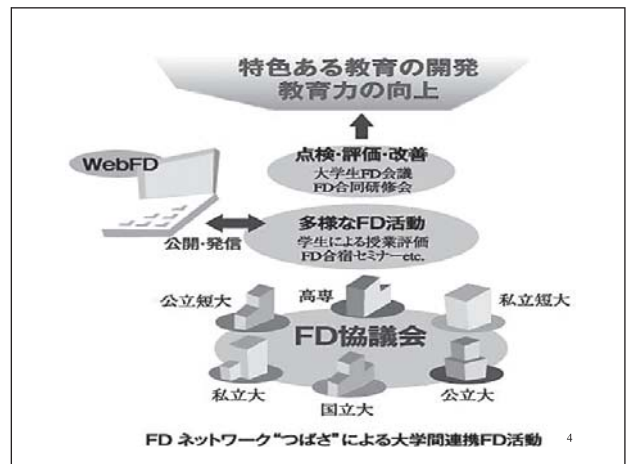 特色ある教育の開発
教育力の向上
点検・評価・改善
大学生FD会議
FD合同研修会
WebFD
公開・発信
多様なFD活動
学生による授業評価
FD合宿セミナーetc.
公立短大
高専
私立短大
FD協議会
私立大
国立大
公立大
FD ネットワーク“つばさ”による大学間連携FD活動
4